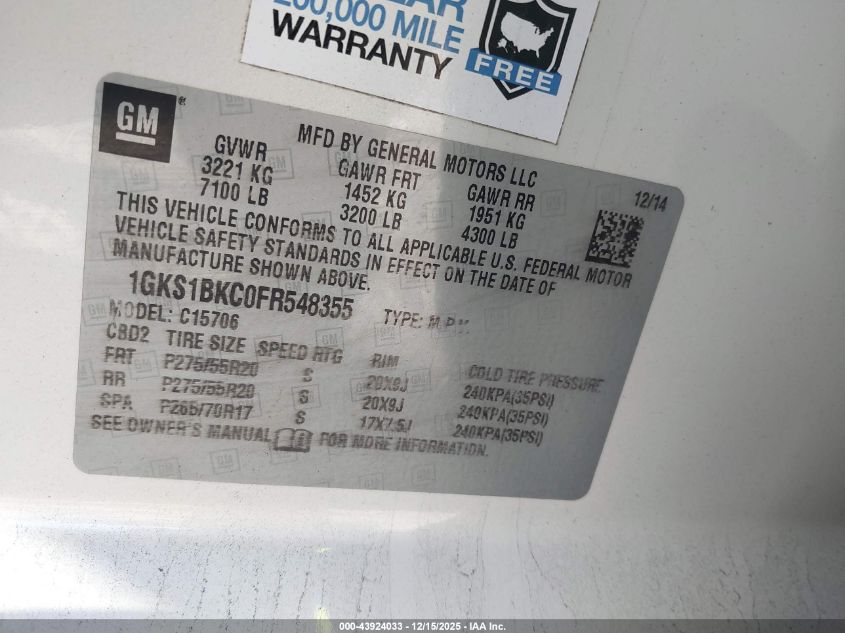 EAR
200,000 MILE
WARRANTY
FREE
GM
MFD BY GENERAL MOTORS LLC
12/14
GVWR GAWR FRT GAWR RR
3221 KG 1452 KG 1951 KG
7100 LB 3200 LB 4300 LB
THIS VEHICLE CONFORMS TO ALL APPLICABLE U.S. FEDERAL MOTOR
VEHICLE SAFETY STANDARDS IN EFFECT ON THE DATE OF
MANUFACTURE SHOWN ABOVE.
1GKS1BKC0FR548355 TYPE: M.P.V.
MODEL: C15706
CBD2 TIRE SIZE SPEED RTG RIM COLD TIRE PRESSURE
FRT P275/55R20 S 20X9J 240KPA(35PSI)
RR P275/55R20 S 20X9J 240KPA(35PSI)
SPA P265/70R17 S 17X7.5J 240KPA(35PSI)
SEE OWNER'S MANUAL FOR MORE INFORMATION.
000-43924033 - 12/15/2025 - IAA Inc.